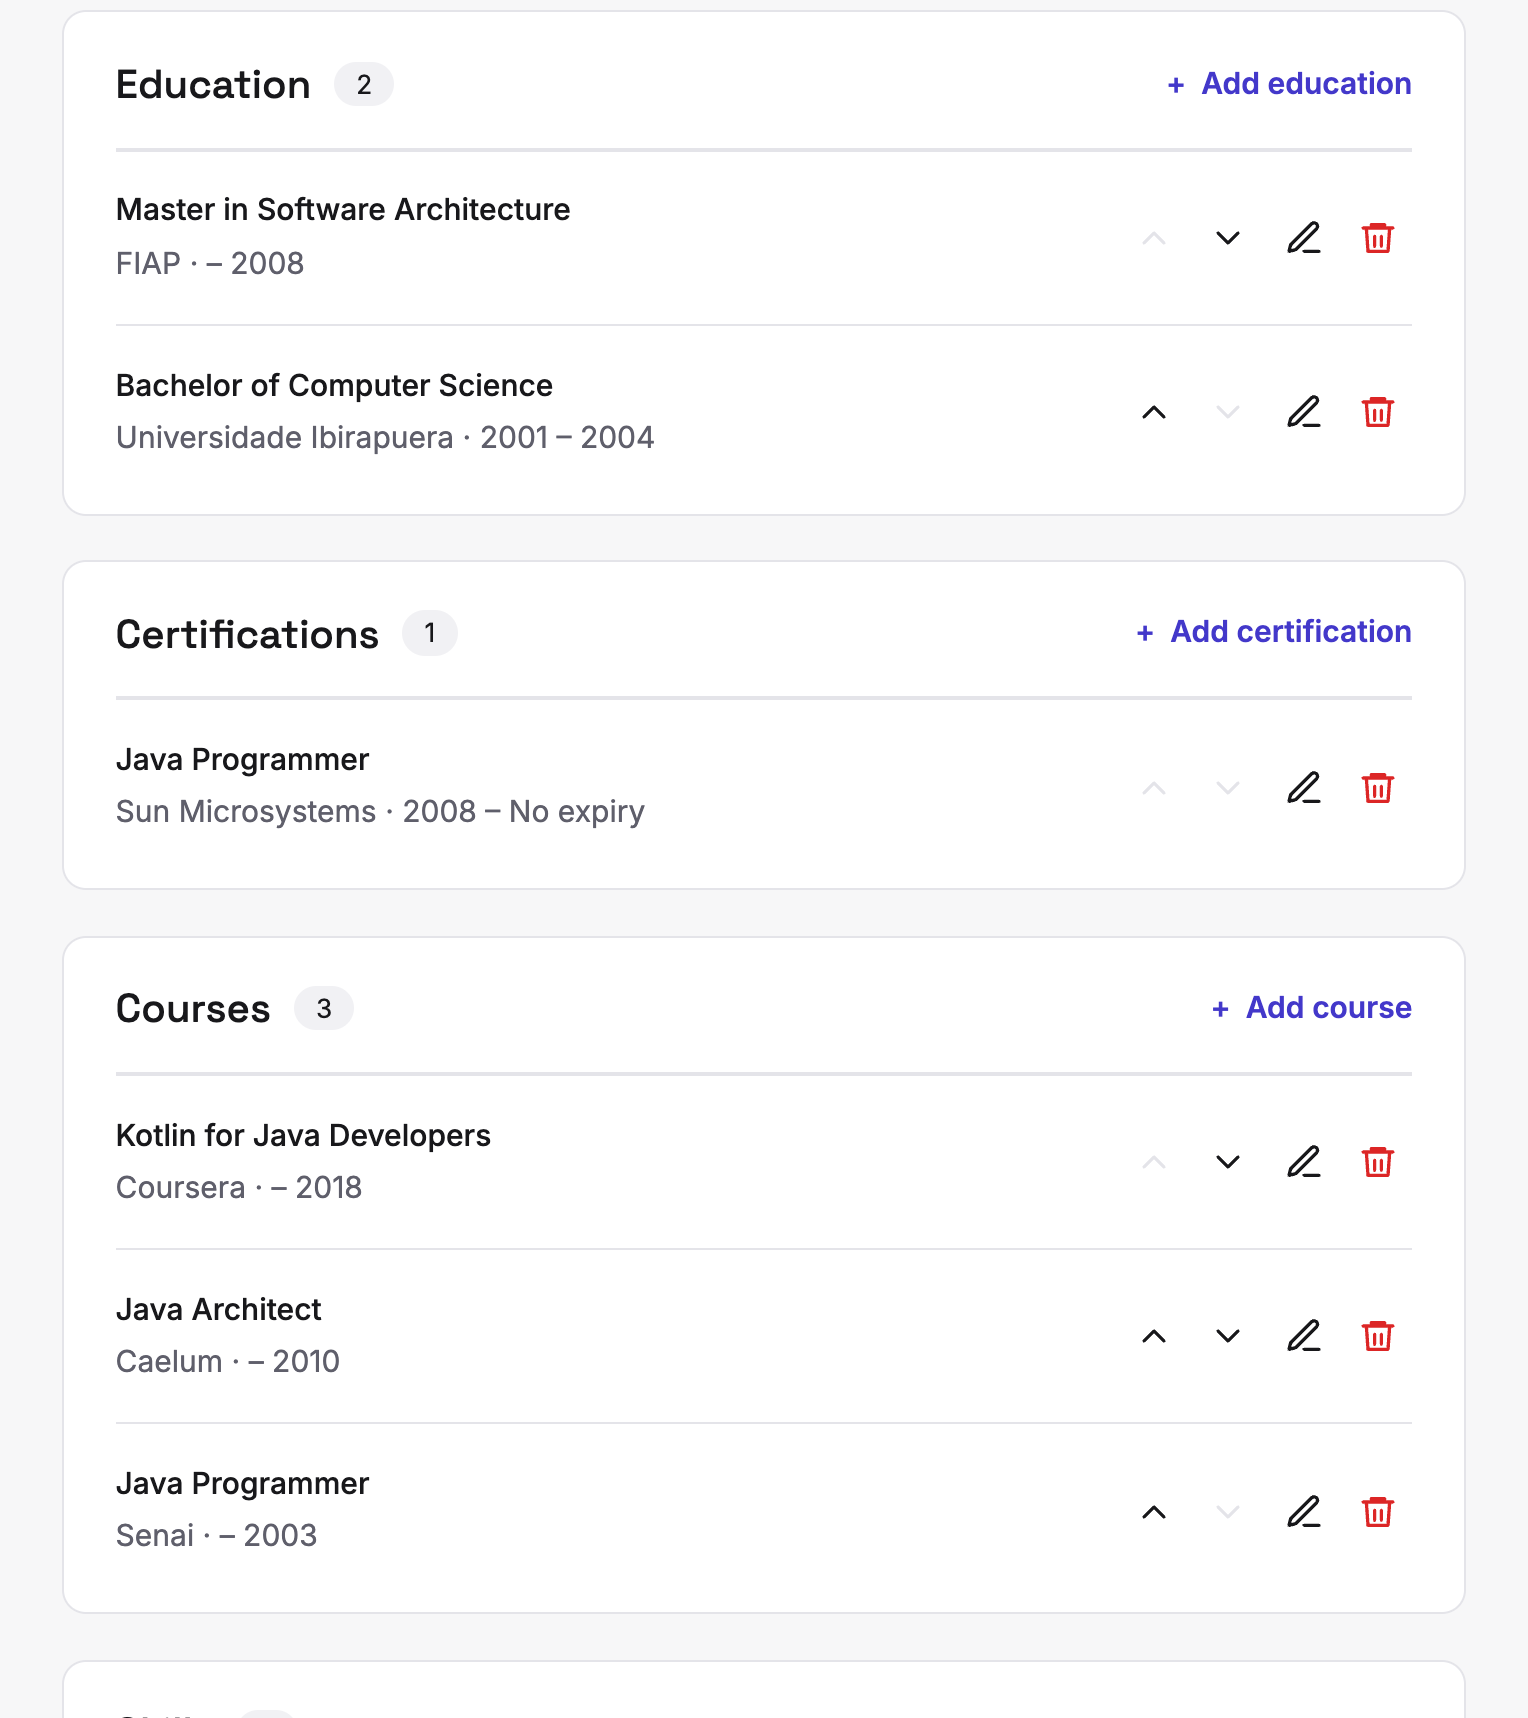 Education 2 + Add education
Master in Software Architecture
FIAP · – 2008
Bachelor of Computer Science
Universidade Ibirapuera · 2001 – 2004
Certifications 1 + Add certification
Java Programmer
Sun Microsystems · 2008 – No expiry
Courses 3 + Add course
Kotlin for Java Developers
Coursera · – 2018
Java Architect
Caelum · – 2010
Java Programmer
Senai · – 2003